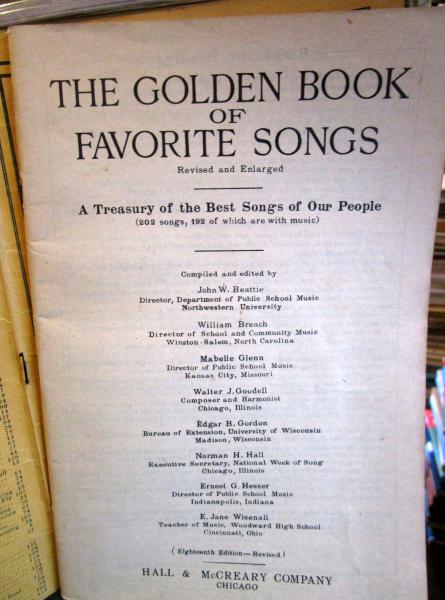 THE GOLDEN BOOK
OF
FAVORITE SONGS
Revised and Enlarged
A Treasury of the Best Songs of Our People
(202 songs, 192 of which are with music)
Compiled and edited by
John W. Beattie
Director, Department of Public School Music
Northwestern University
William Breach
Director of School and Community Music
Winston-Salem, North Carolina
Mabelle Glenn
Director of Public School Music
Kansas City, Missouri
Walter J. Goodell
Composer and Harmonist
Chicago, Illinois
Edgar B. Gordon
Bureau of Extension, University of Wisconsin
Madison, Wisconsin
Norman H. Hall
Executive Secretary, National Week of Song
Chicago, Illinois
Ernest G. Hesser
Director of Public School Music
Indianapolis, Indiana
E. Jane Wisenall
Teacher of Music, Woodward High School
Cincinnati, Ohio
(Eighteenth Edition—Revised)
HALL & McCREARY COMPANY
CHICAGO